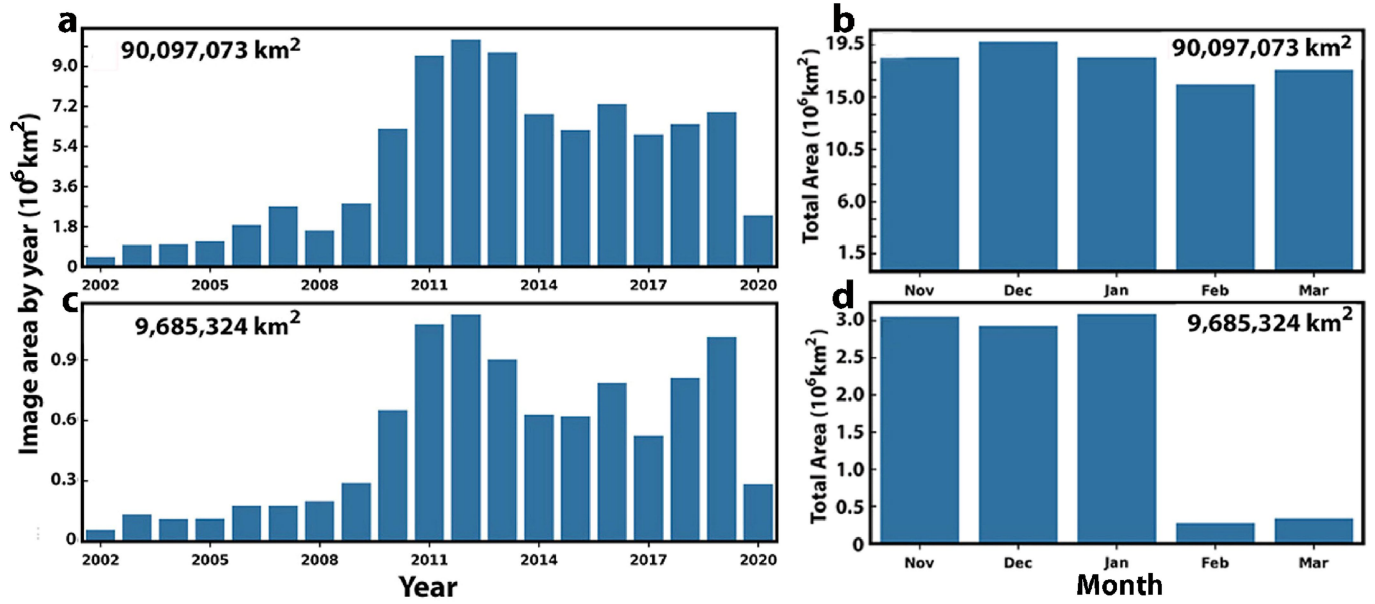 a
90,097,073 km²
9.0
7.2
5.4
3.6
1.8
0
2002
2005
2008
2011
2014
2017
2020
b
90,097,073 km²
19.5
15.0
10.5
6.0
1.5
Total Area (10⁶km²)
Nov
Dec
Jan
Feb
Mar
Image area by year (10⁶km²)
c
9,685,324 km²
0.9
0.6
0.3
0
2002
2005
2008
2011
2014
2017
2020
Year
d
9,685,324 km²
3.0
2.5
2.0
1.5
1.0
0.5
0
Total Area (10⁶km²)
Nov
Dec
Jan
Feb
Mar
Month